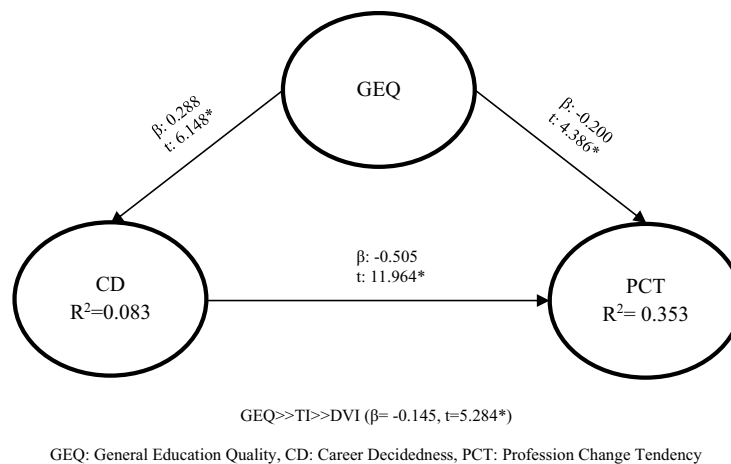 GEQ
β: 0.288
t: 6.148*
β: -0.200
t: 4.386*
β: -0.505
t: 11.964*
CD
R²=0.083
PCT
R²= 0.353
GEQ>>TI>>DVI (β= -0.145, t=5.284*)
GEQ: General Education Quality, CD: Career Decidedness, PCT: Profession Change Tendency